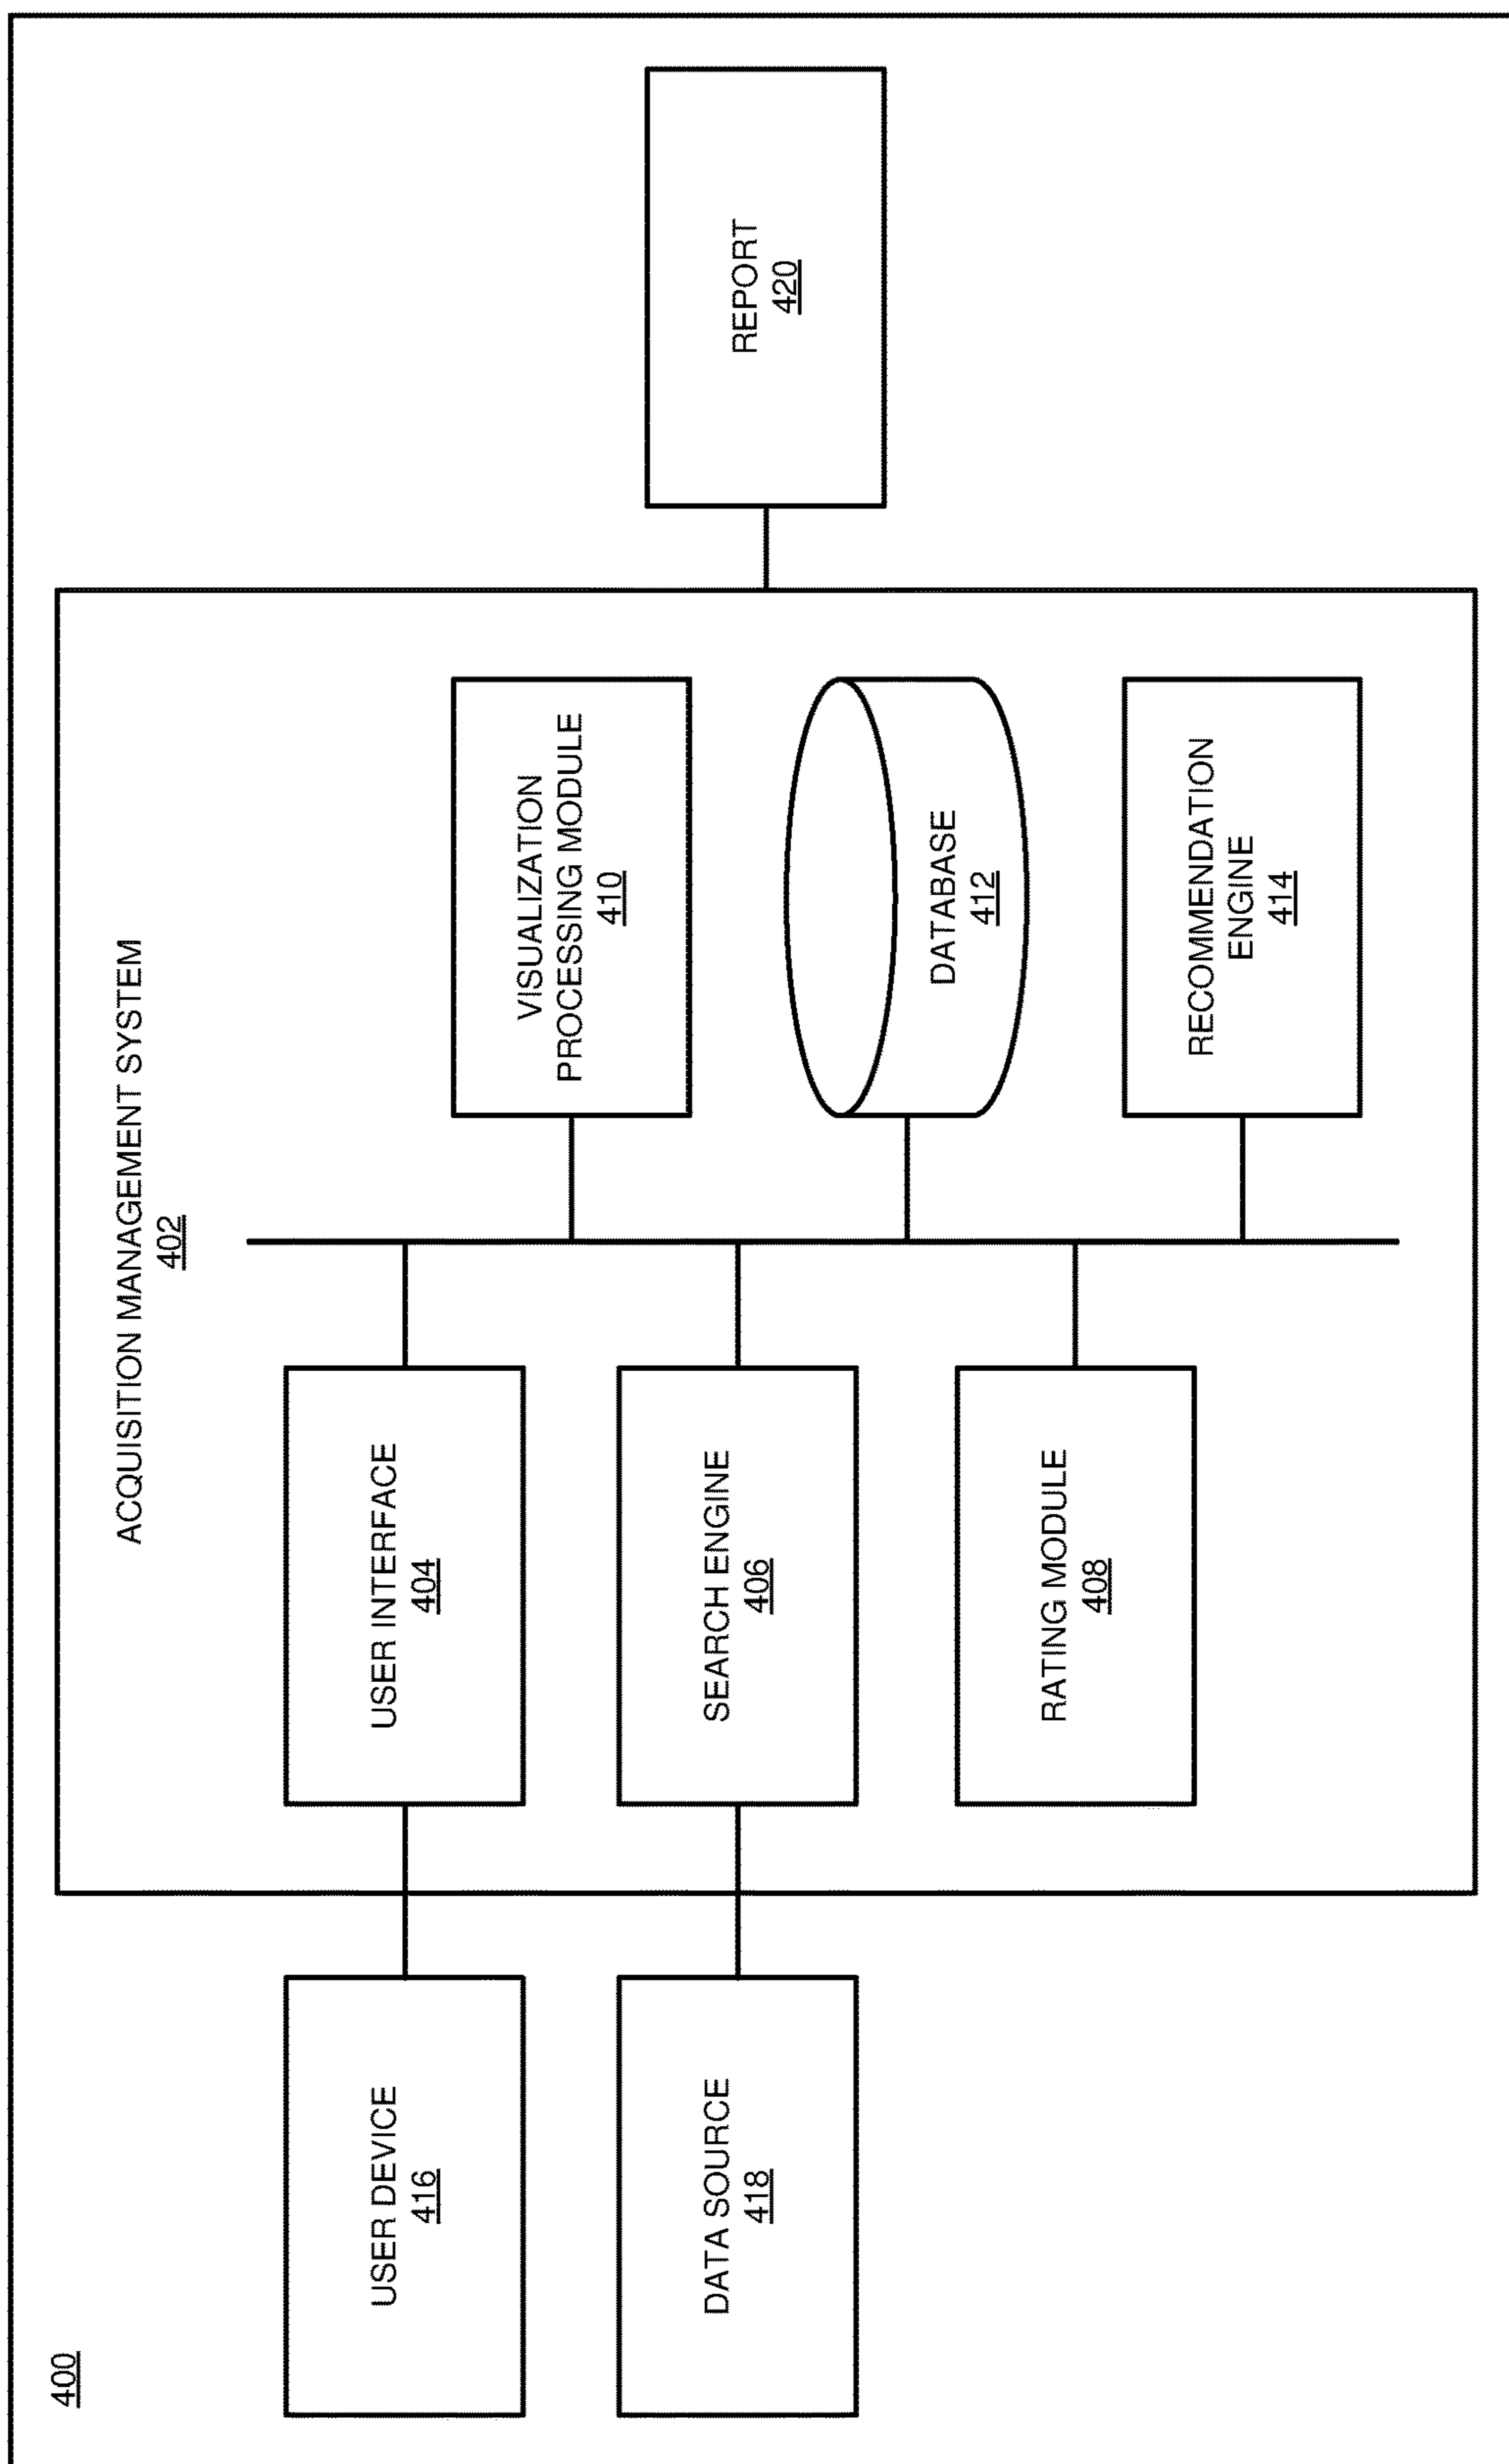 400
ACQUISITION MANAGEMENT SYSTEM
402
USER DEVICE
416
USER INTERFACE
404
VISUALIZATION
PROCESSING MODULE
410
DATA SOURCE
418
SEARCH ENGINE
406
DATABASE
412
REPORT
420
RATING MODULE
408
RECOMMENDATION
ENGINE
414